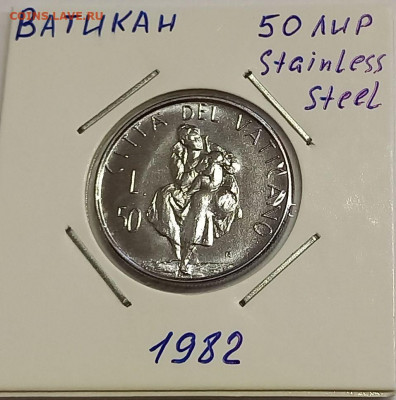 COINS.LAVE.RU
ВАТИКАН
50 ЛИР
Stainless
Steel
CITTA' DEL VATICANO
L.
50
1982